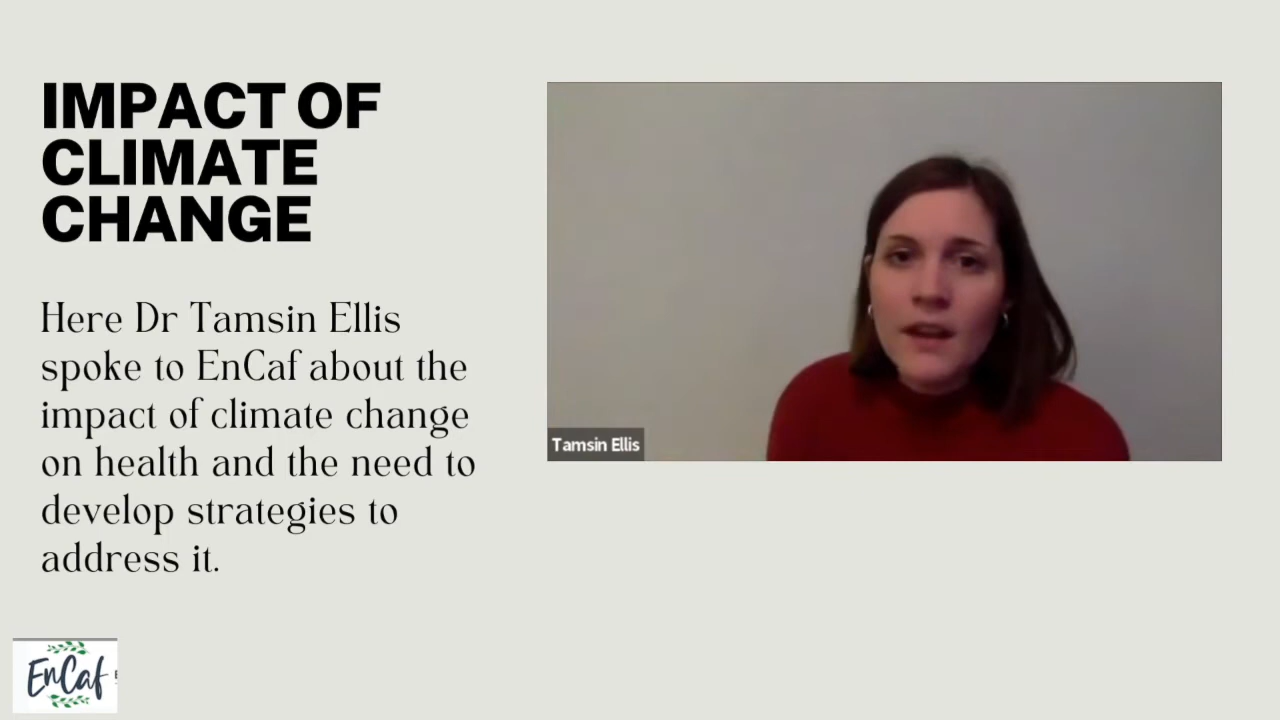 IMPACT OF
CLIMATE
CHANGE
Here Dr Tamsin Ellis
spoke to EnCaf about the
impact of climate change
on health and the need to
develop strategies to
address it.
Tamsin Ellis
EnCaf